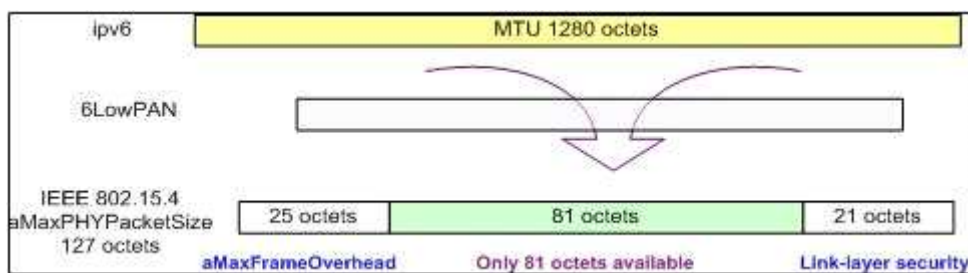 ipv6
MTU 1280 octets
6LowPAN
IEEE 802.15.4
aMaxPHYPacketSize
127 octets
25 octets
81 octets
21 octets
aMaxFrameOverhead
Only 81 octets available
Link-layer security